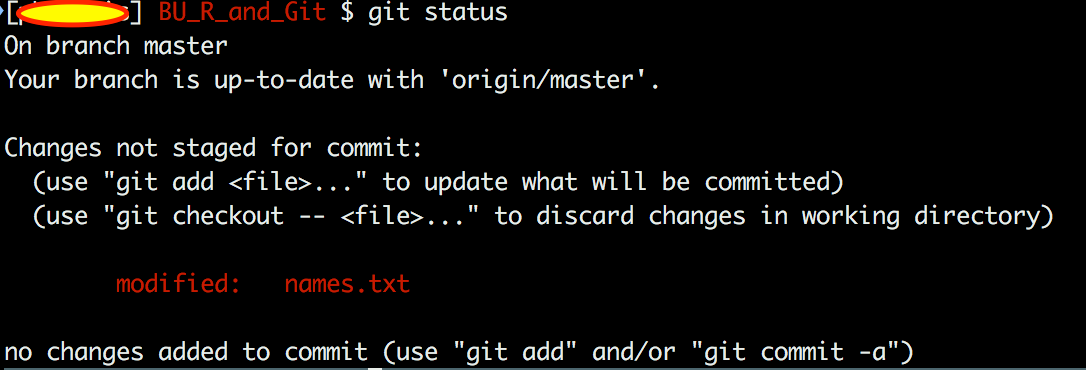 [] BU_R_and_Git $ git status
On branch master
Your branch is up-to-date with 'origin/master'.
Changes not staged for commit:
(use "git add <file>..." to update what will be committed)
(use "git checkout -- <file>..." to discard changes in working directory)
modified: names.txt
no changes added to commit (use "git add" and/or "git commit -a")